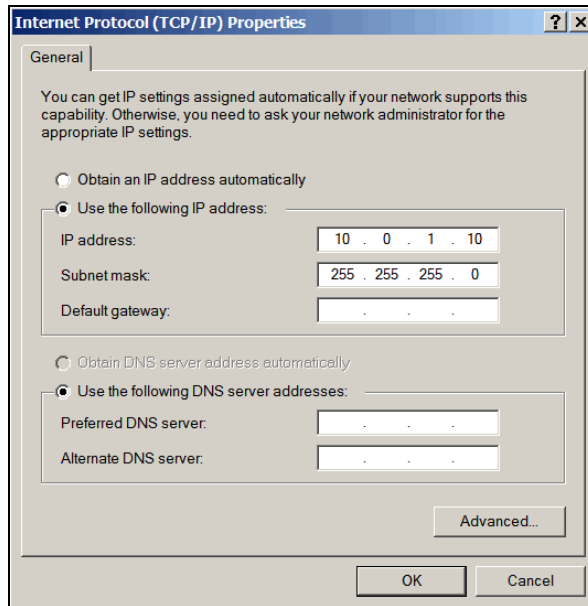 Internet Protocol (TCP/IP) Properties
General
You can get IP settings assigned automatically if your network supports this
capability. Otherwise, you need to ask your network administrator for the
appropriate IP settings.
Obtain an IP address automatically
Use the following IP address:
IP address: 10 . 0 . 1 . 10
Subnet mask: 255 . 255 . 255 . 0
Default gateway: . . .
Obtain DNS server address automatically
Use the following DNS server addresses:
Preferred DNS server: . . .
Alternate DNS server: . . .
Advanced...
OK Cancel